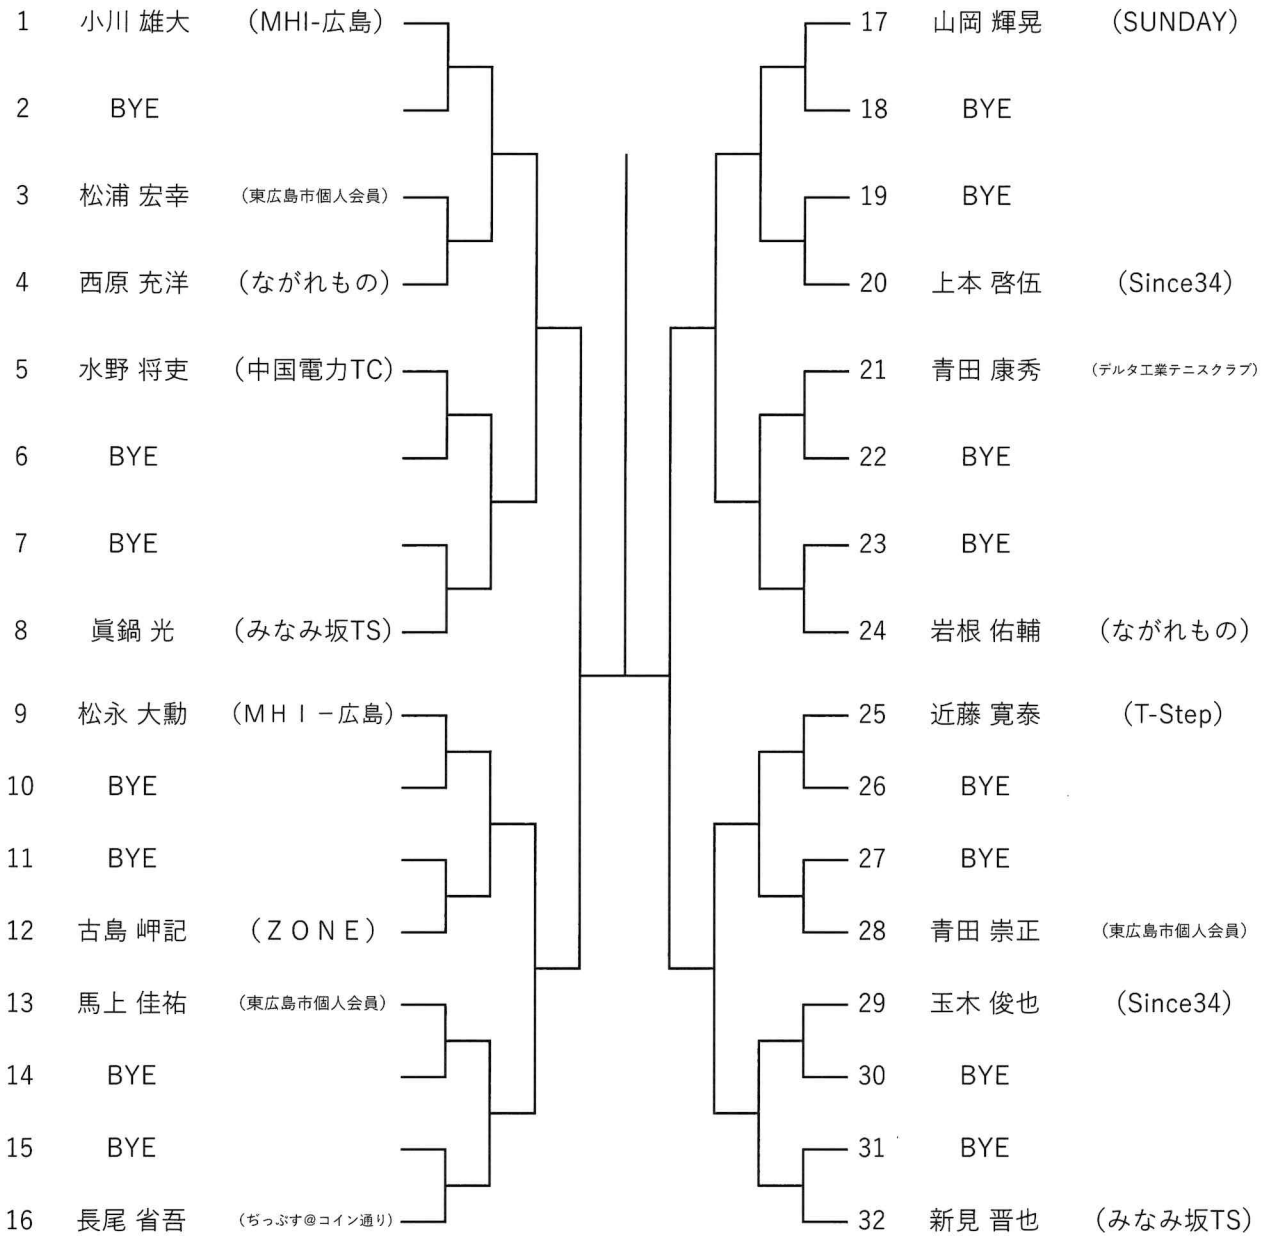 1 小川 雄大 （MHI-広島）
2 BYE
3 松浦 宏幸 （東広島市個人会員）
4 西原 充洋 （ながれもの）
5 水野 将吏 （中国電力TC）
6 BYE
7 BYE
8 眞鍋 光 （みなみ坂TS）
9 松永 大勳 （ＭＨＩ－広島）
10 BYE
11 BYE
12 古島 岬記 （ＺＯＮＥ）
13 馬上 佳祐 （東広島市個人会員）
14 BYE
15 BYE
16 長尾 省吾 （ぢっぷす＠コイン通り）
17 山岡 輝晃 （SUNDAY）
18 BYE
19 BYE
20 上本 啓伍 （Since34）
21 青田 康秀 （デルタ工業テニスクラブ）
22 BYE
23 BYE
24 岩根 佑輔 （ながれもの）
25 近藤 寛泰 （T-Step）
26 BYE
27 BYE
28 青田 崇正 （東広島市個人会員）
29 玉木 俊也 （Since34）
30 BYE
31 BYE
32 新見 晋也 （みなみ坂TS）